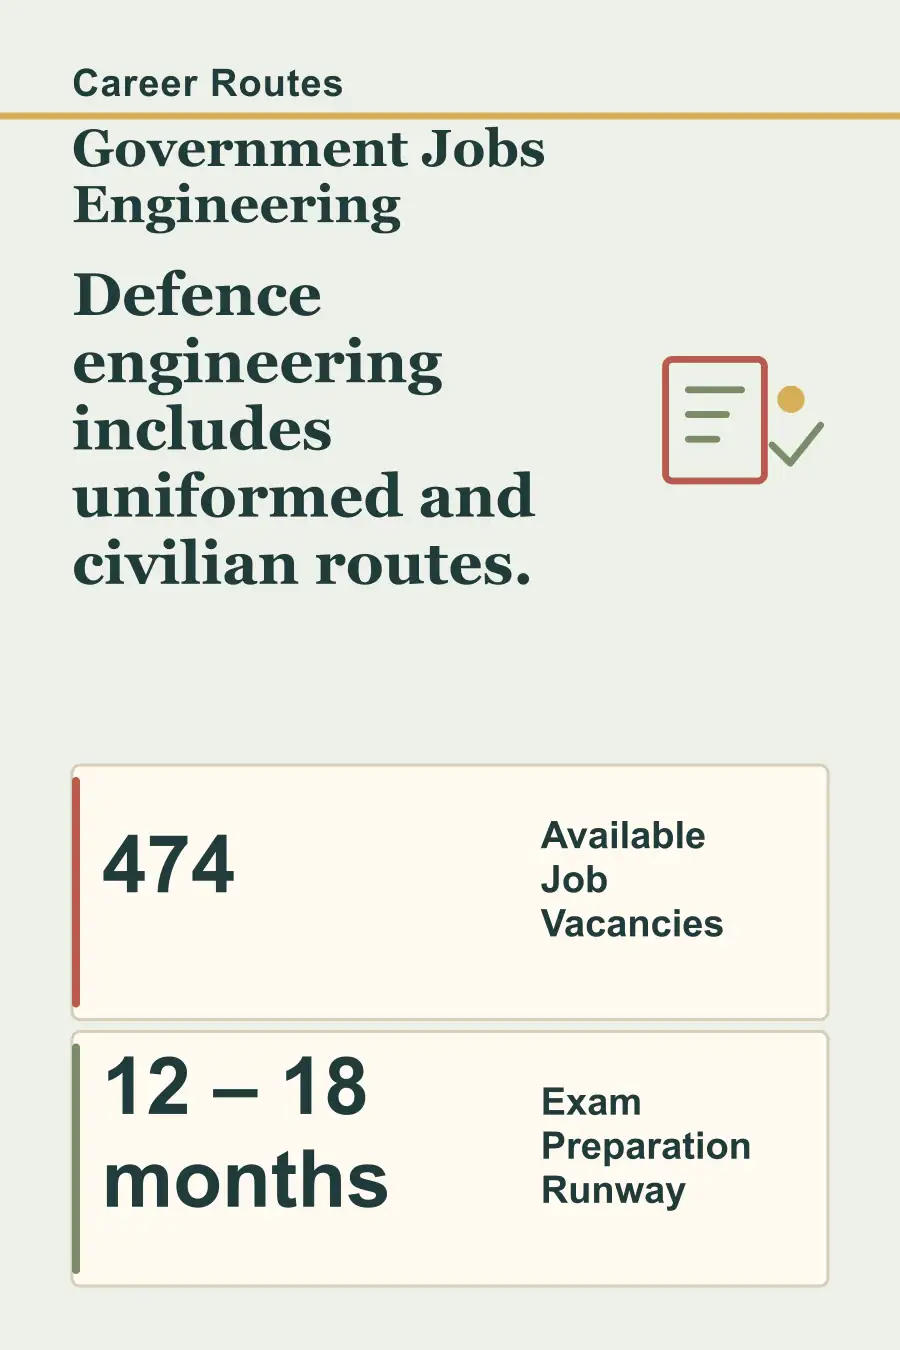 Career Routes
Government Jobs
Engineering
Defence
engineering
includes
uniformed and
civilian routes.
474
Available
Job
Vacancies
12 – 18
months
Exam
Preparation
Runway